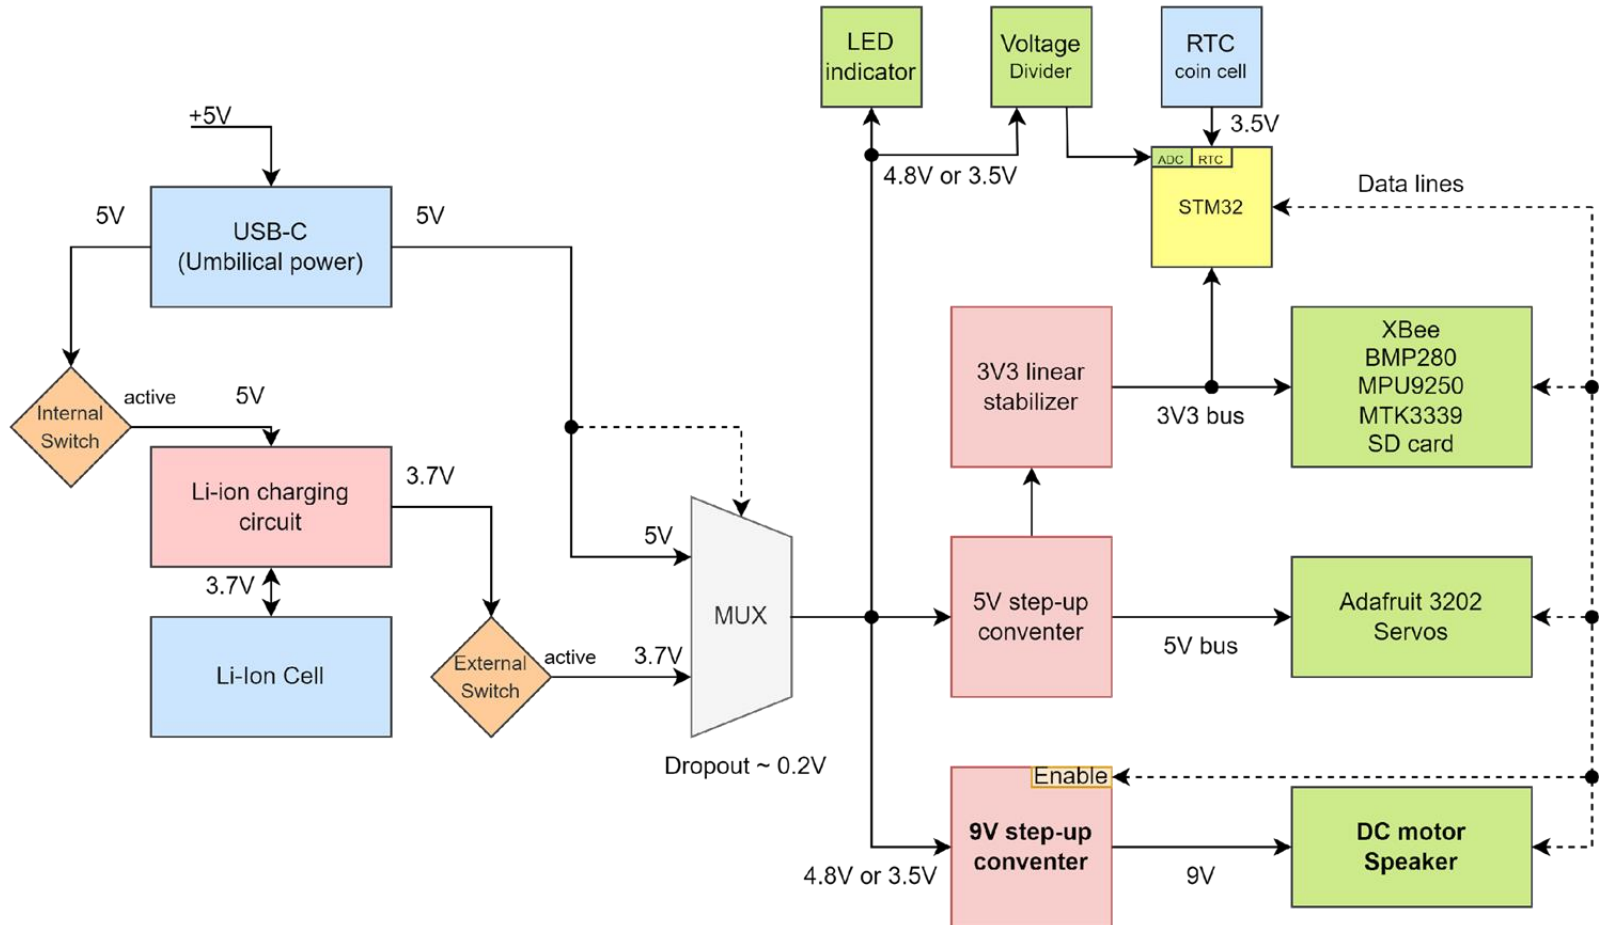 LED
indicator
Voltage
Divider
RTC
coin cell
+5V
3.5V
4.8V or 3.5V
ADC
RTC
STM32
Data lines
5V
USB-C
(Umbilical power)
5V
Internal
Switch
active
5V
Li-ion charging
circuit
3.7V
3.7V
Li-Ion Cell
External
Switch
active
3.7V
5V
MUX
Dropout ~ 0.2V
3V3 linear
stabilizer
3V3 bus
XBee
BMP280
MPU9250
MTK3339
SD card
5V step-up
conventer
5V bus
Adafruit 3202
Servos
Enable
9V step-up
conventer
4.8V or 3.5V
9V
DC motor
Speaker